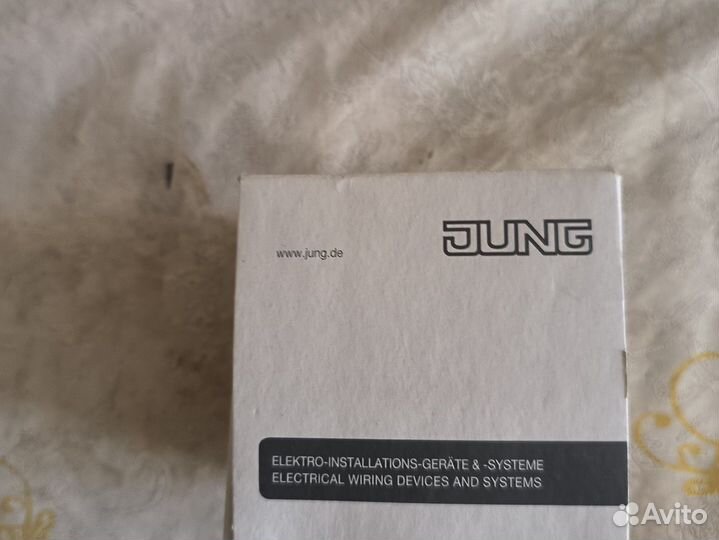 JUNG
www.jung.de
ELEKTRO-INSTALLATIONS-GERÄTE & -SYSTEME
ELECTRICAL WIRING DEVICES AND SYSTEMS
Avito